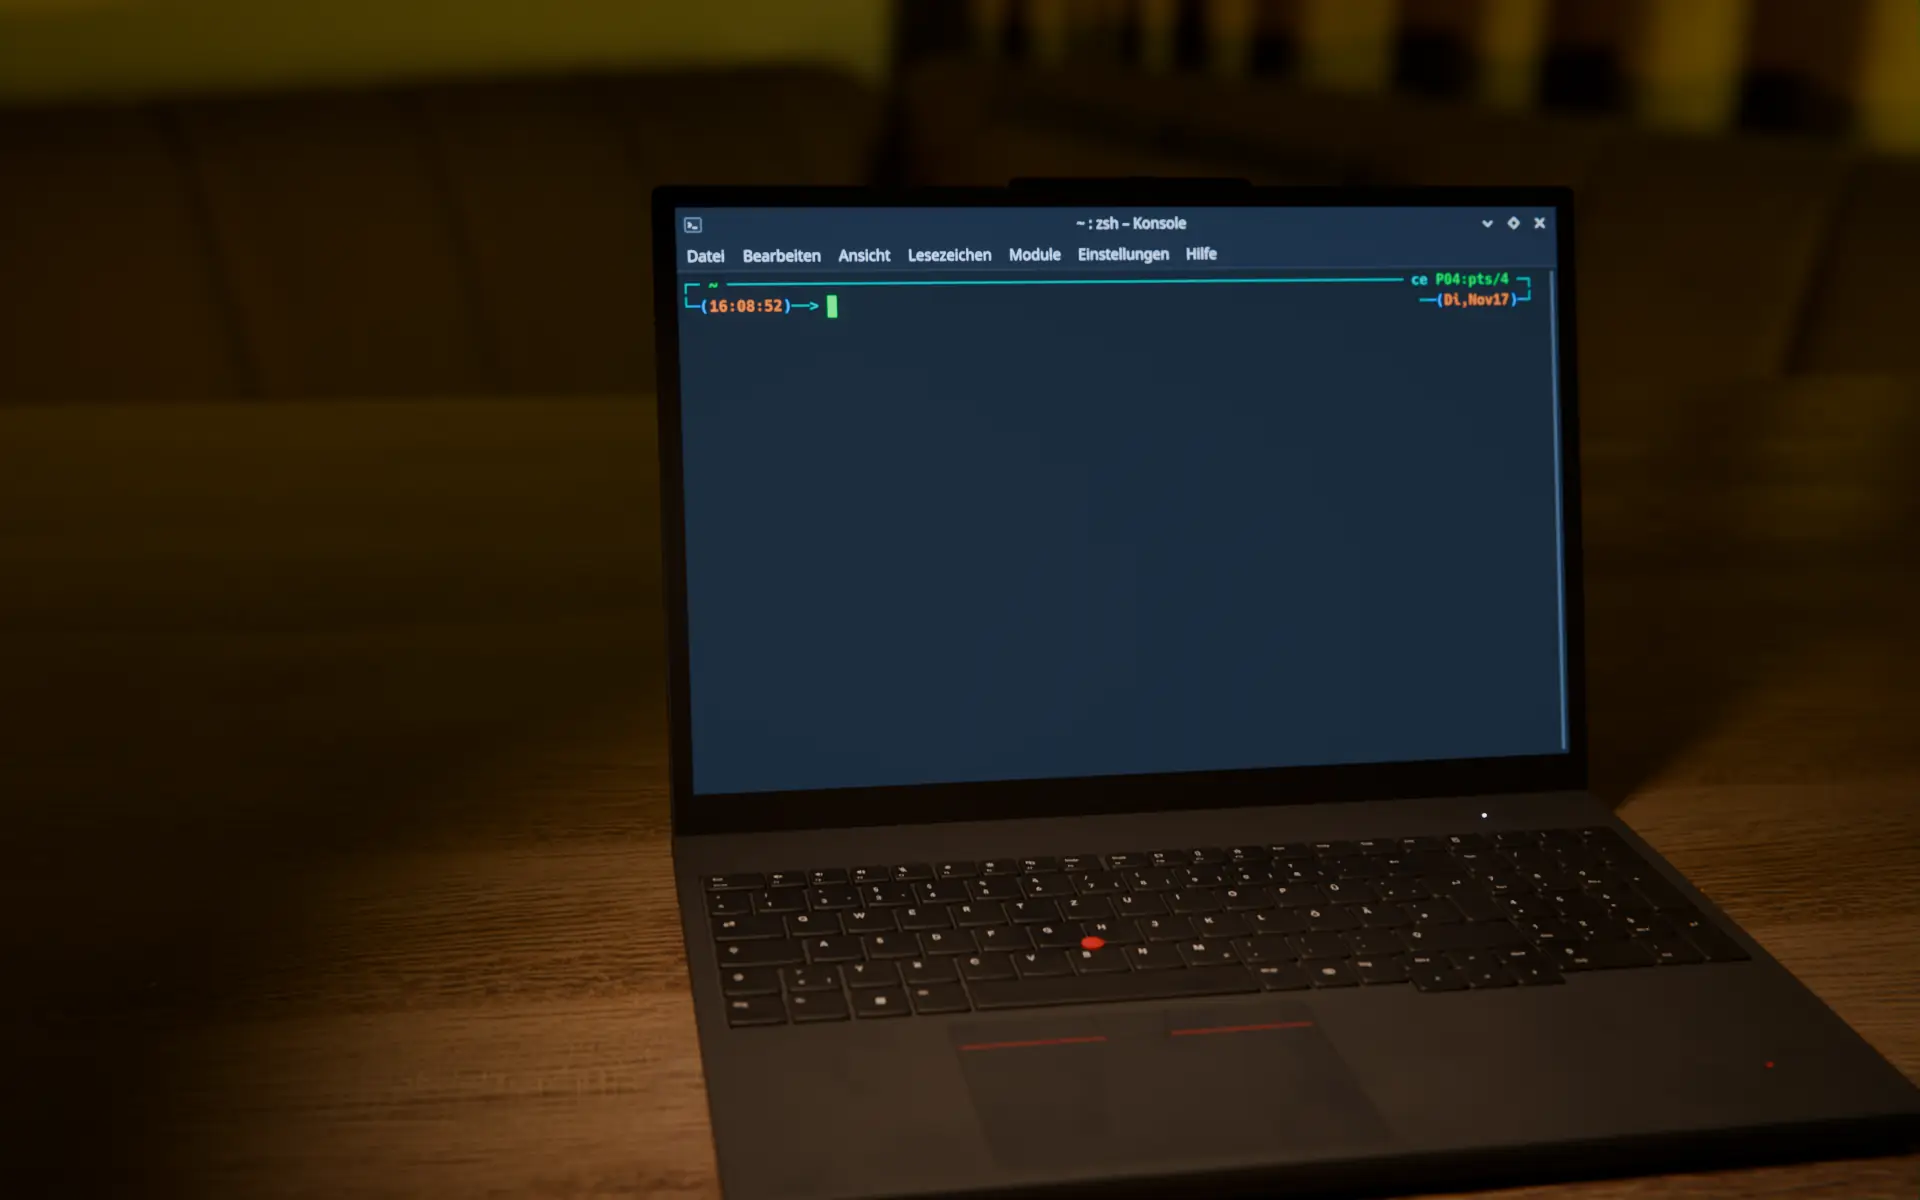 ~ : zsh – Konsole
Datei Bearbeiten Ansicht Lesezeichen Module Einstellungen Hilfe
~ ce P04:pts/4
(16:08:52)──> ─(Di,Nov17)─
Q W E R T Z U I O P Ü
A S D F G H J K L Ö Ä
Y X C V B N M